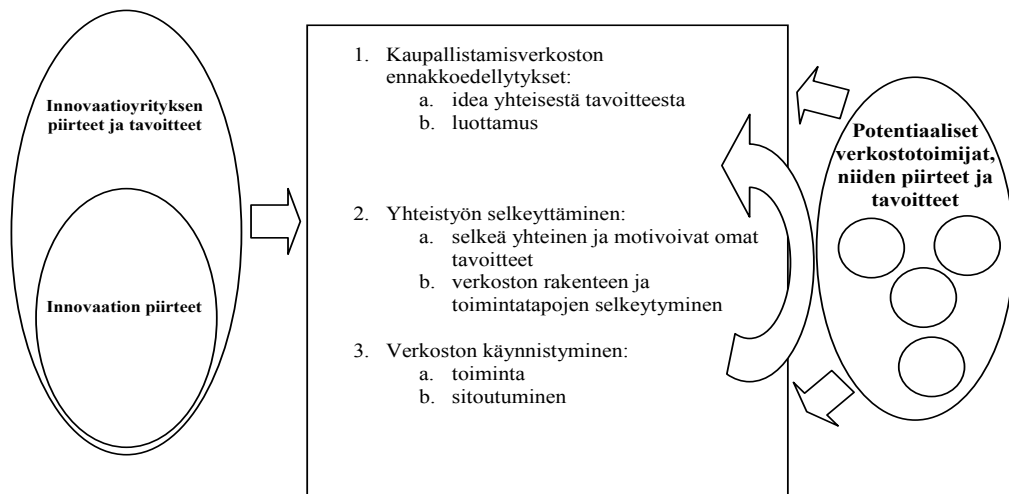 Innovaatioyrityksen
piirteet ja tavoitteet
Innovaation piirteet
1. Kaupallistamisverkoston
ennakkoedellytykset:
a. idea yhteisestä tavoitteesta
b. luottamus
2. Yhteistyön selkeyttäminen:
a. selkeä yhteinen ja motivoivat omat
tavoitteet
b. verkoston rakenteen ja
toimintatapojen selkeytyminen
3. Verkoston käynnistyminen:
a. toiminta
b. sitoutuminen
Potentiaaliset
verkostotoimijat,
niiden piirteet ja
tavoitteet